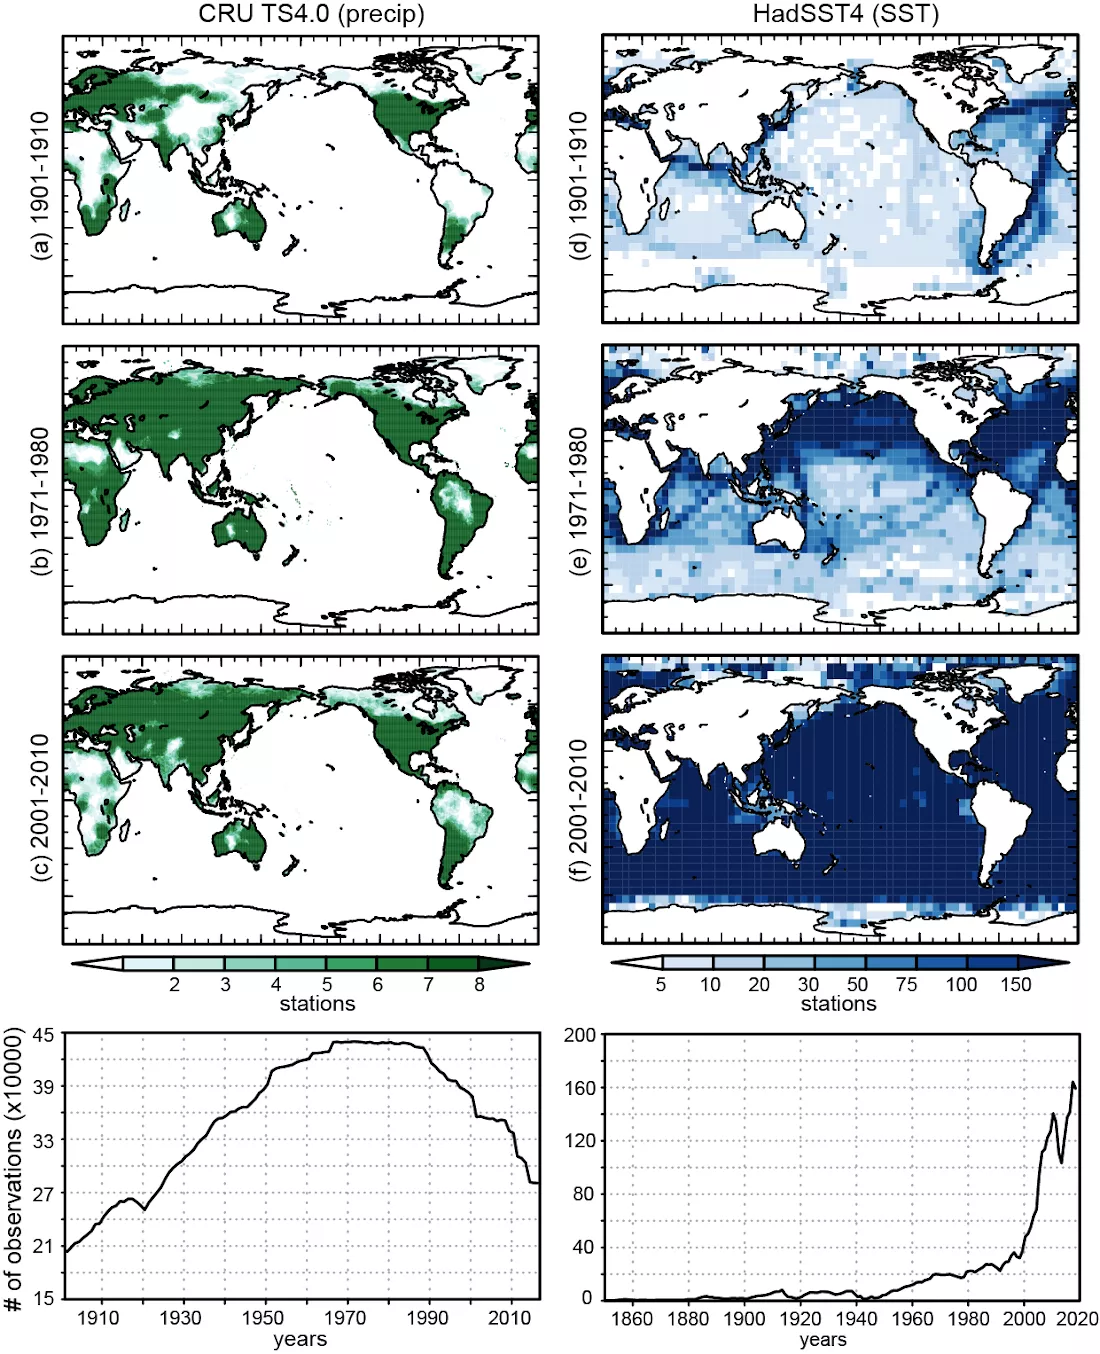 CRU TS4.0 (precip)
HadSST4 (SST)
(a) 1901-1910
(d) 1901-1910
(b) 1971-1980
(e) 1971-1980
(c) 2001-2010
(f) 2001-2010
2 3 4 5 6 7 8
stations
5 10 20 30 50 75 100 150
stations
# of observations (x10000)
45
39
33
27
21
15
1910 1930 1950 1970 1990 2010
years
200
160
120
80
40
0
1860 1880 1900 1920 1940 1960 1980 2000 2020
years